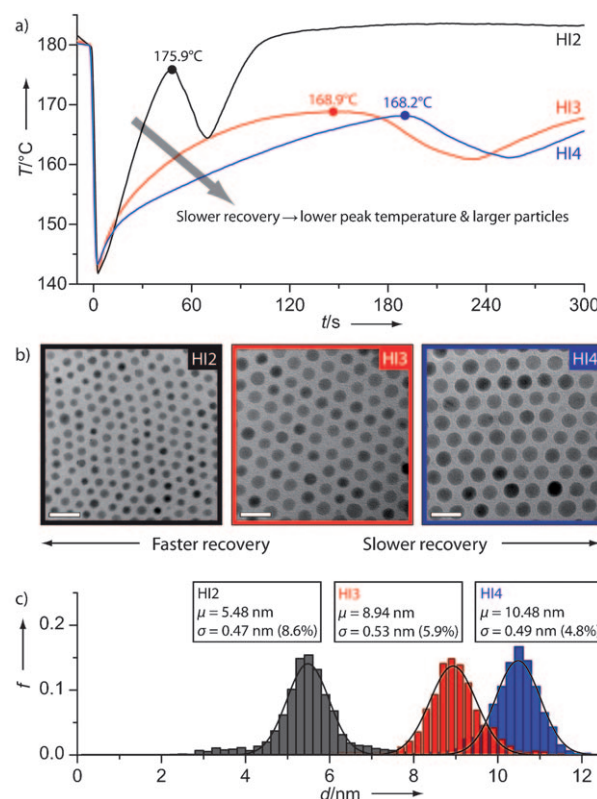 a)
180
170
160
150
140
T/°C
175.9°C
168.9°C
168.2°C
HI2
HI3
HI4
Slower recovery → lower peak temperature & larger particles
0 60 120 180 240 300
t/s
b)
HI2
HI3
HI4
Faster recovery
Slower recovery
c)
HI2
μ = 5.48 nm
σ = 0.47 nm (8.6%)
HI3
μ = 8.94 nm
σ = 0.53 nm (5.9%)
HI4
μ = 10.48 nm
σ = 0.49 nm (4.8%)
f
0.2
0.1
0.0
0 2 4 6 8 10 12
d/nm